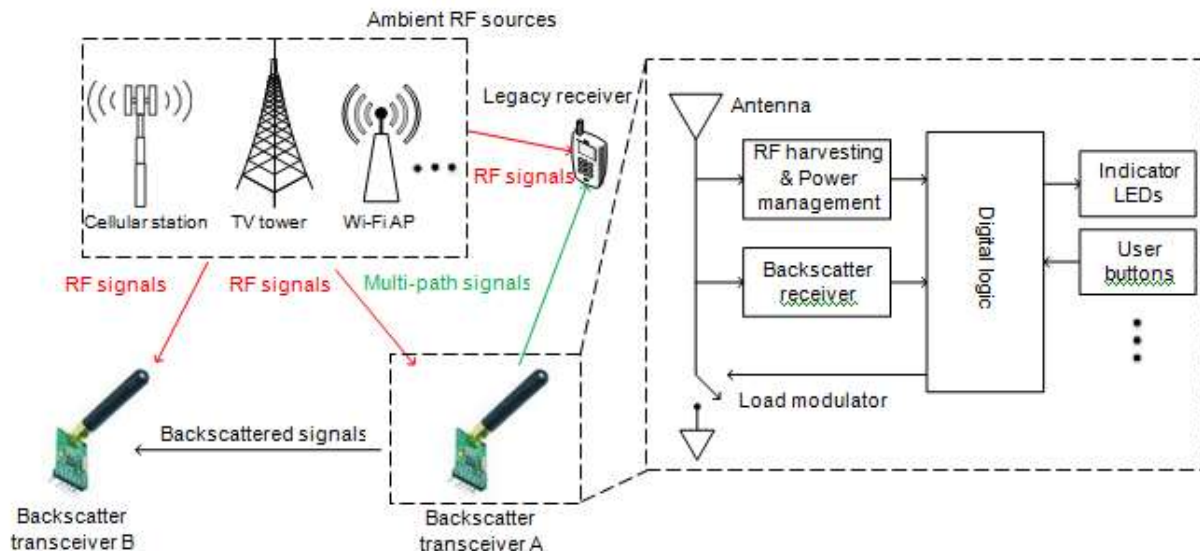 Ambient RF sources
Cellular station
TV tower
Wi-Fi AP
Legacy receiver
RF signals
RF signals
RF signals
Multi-path signals
Backscattered signals
Backscatter
transceiver B
Backscatter
transceiver A
Antenna
RF harvesting
& Power
management
Backscatter
receiver
Load modulator
Digital logic
Indicator
LEDs
User
buttons